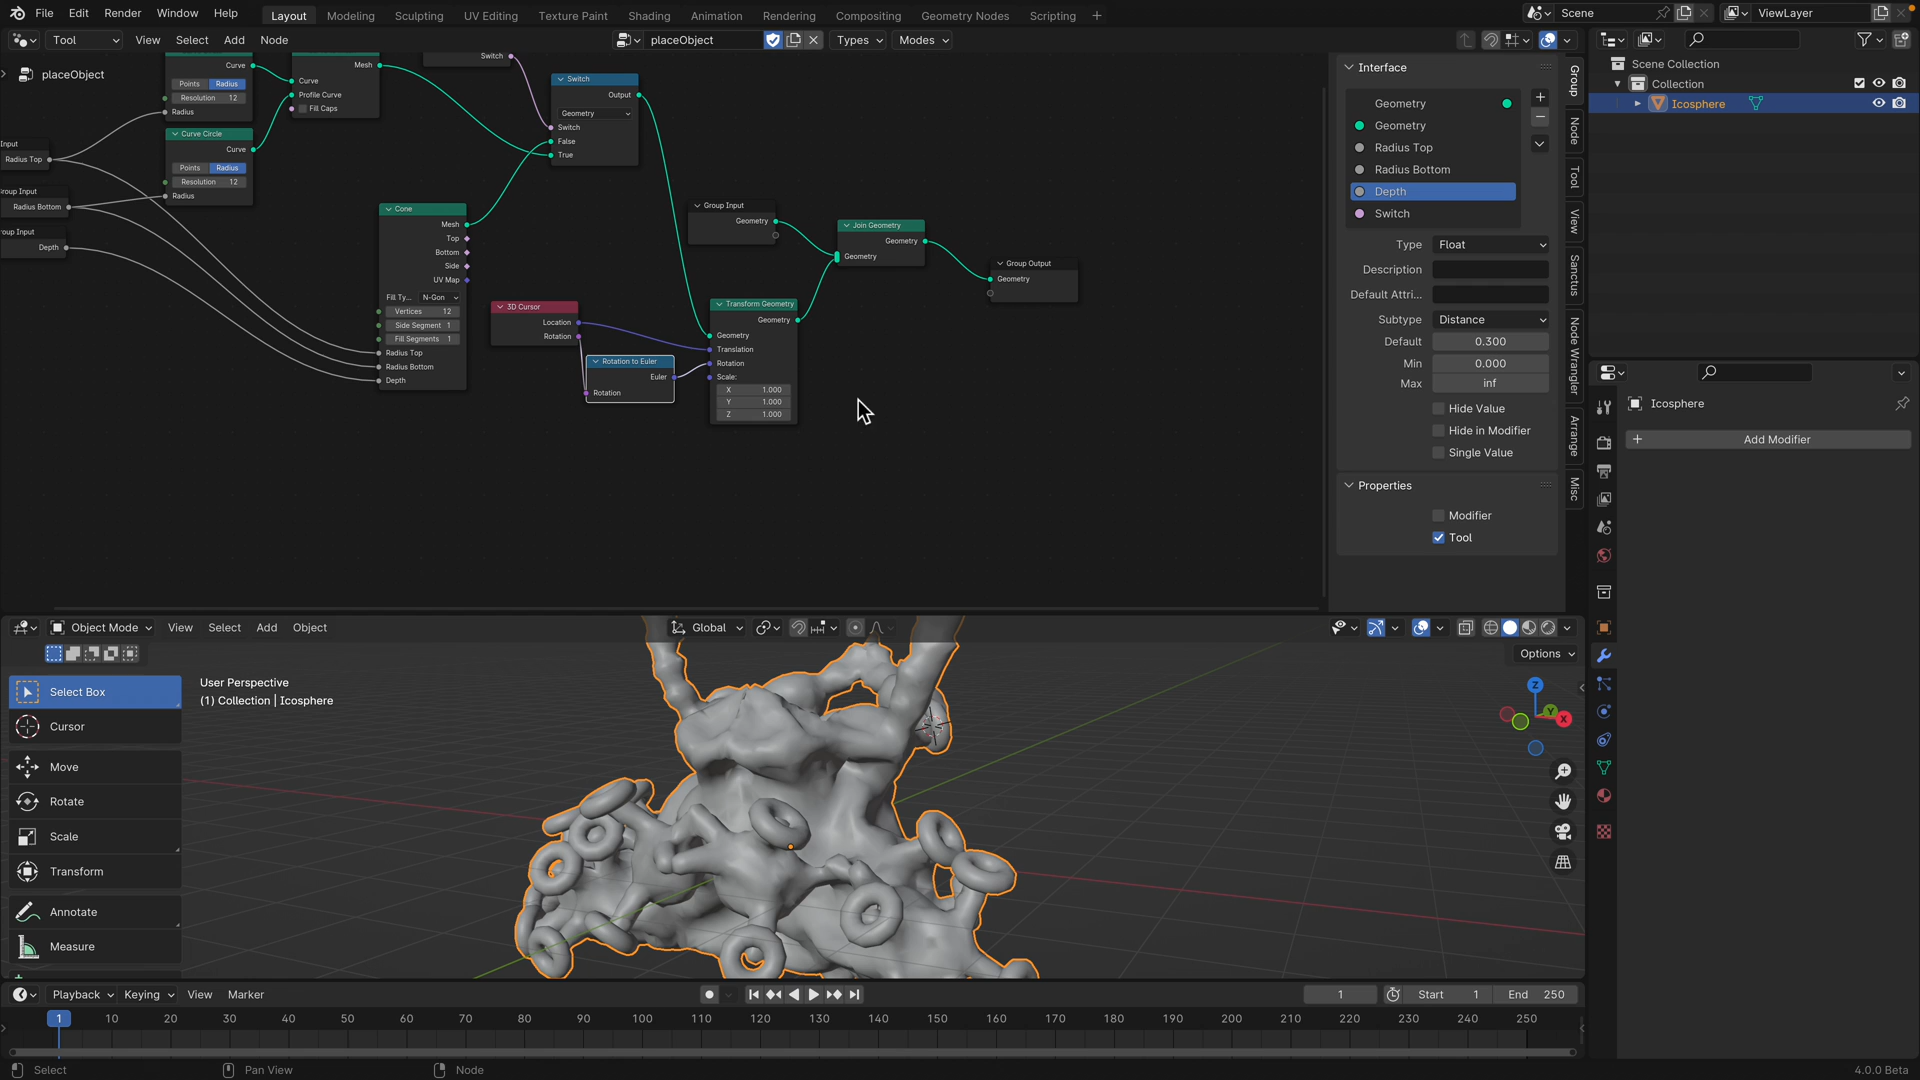 File Edit Render Window Help Layout Modeling Sculpting UV Editing Texture Paint Shading Animation Rendering Compositing Geometry Nodes Scripting + Scene ViewLayer
Tool View Select Add Node placeObject Types Modes
placeObject
Curve
Points Radius
Resolution 12
Radius
Curve Circle
Curve
Points Radius
Resolution 12
Radius
Mesh
Curve
Profile Curve
Fill Caps
Switch
Switch
Output
Geometry
Switch
False
True
Input
Radius Top
roup Input
Radius Bottom
oup Input
Depth
Cone
Mesh
Top
Bottom
Side
UV Map
Fill Ty... N-Gon
Vertices 12
Side Segment 1
Fill Segments 1
Radius Top
Radius Bottom
Depth
3D Cursor
Location
Rotation
Rotation to Euler
Euler
Rotation
Group Input
Geometry
Transform Geometry
Geometry
Geometry
Translation
Rotation
Scale:
X 1.000
Y 1.000
Z 1.000
Join Geometry
Geometry
Geometry
Group Output
Geometry
Interface
Geometry
Geometry
Radius Top
Radius Bottom
Depth
Switch
Type Float
Description
Default Attri...
Subtype Distance
Default 0.300
Min 0.000
Max inf
Hide Value
Hide in Modifier
Single Value
Properties
Modifier
Tool
Group
Node
Tool
View
Sanctus
Node Wrangler
Arrange
Misc
Scene Collection
Collection
Icosphere
Icosphere
+ Add Modifier
Object Mode View Select Add Object Global
Options
User Perspective
(1) Collection | Icosphere
Select Box
Cursor
Move
Rotate
Scale
Transform
Annotate
Measure
Z
Y
X
Playback Keying View Marker 1 Start 1 End 250
1 10 20 30 40 50 60 70 80 90 100 110 120 130 140 150 160 170 180 190 200 210 220 230 240 250
Select Pan View Node 4.0.0 Beta